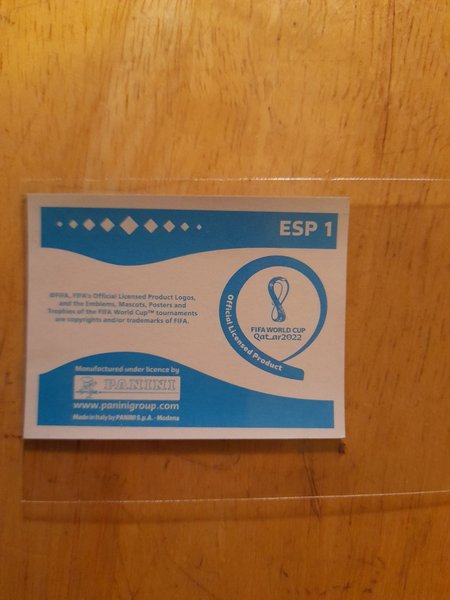 ESP 1
©FIFA, FIFA's Official Licensed Product Logos,
and the Emblems, Mascots, Posters and
Trophies of the FIFA World Cup™ tournaments
are copyrights and/or trademarks of FIFA.
FIFA WORLD CUP
Qatar2022
Official Licensed Product
Manufactured under licence by
PANINI
www.paninigroup.com
Made in Italy by PANINI S.p.A. - Modena